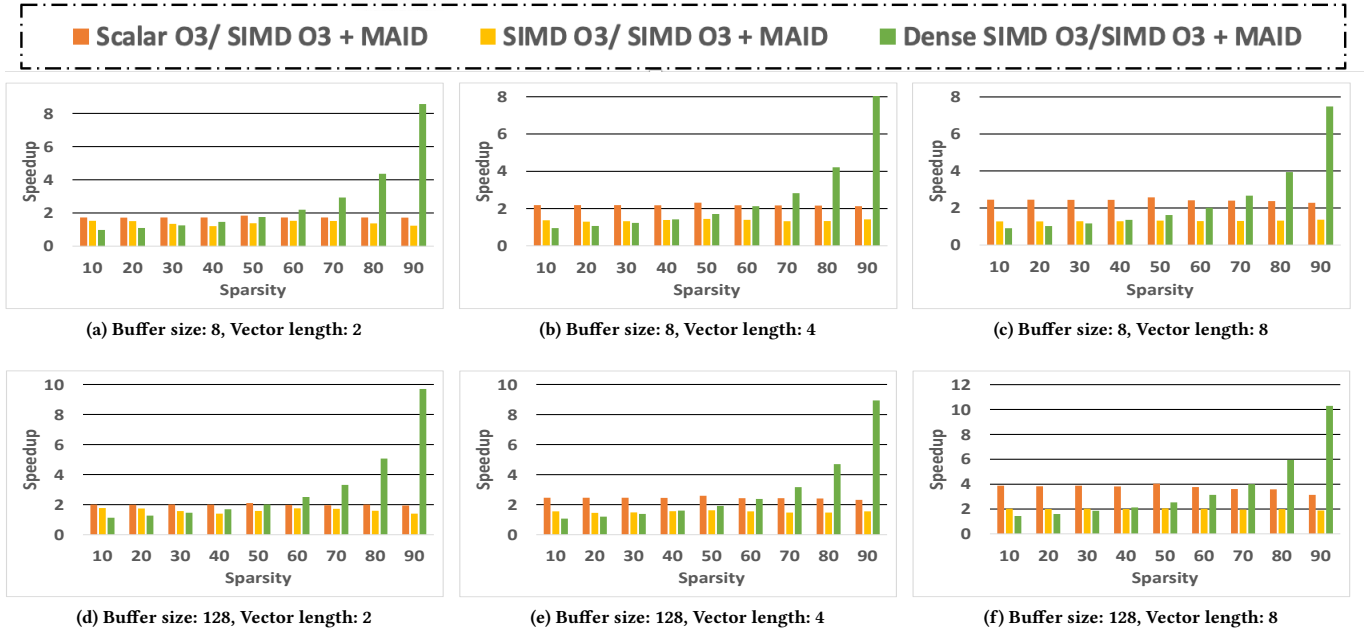 Scalar O3/ SIMD O3 + MAID SIMD O3/ SIMD O3 + MAID Dense SIMD O3/SIMD O3 + MAID
8
6
4
2
0
Speedup
10 20 30 40 50 60 70 80 90
Sparsity
(a) Buffer size: 8, Vector length: 2
8
6
4
2
0
Speedup
10 20 30 40 50 60 70 80 90
Sparsity
(b) Buffer size: 8, Vector length: 4
8
6
4
2
0
Speedup
10 20 30 40 50 60 70 80 90
Sparsity
(c) Buffer size: 8, Vector length: 8
10
8
6
4
2
0
Speedup
10 20 30 40 50 60 70 80 90
Sparsity
(d) Buffer size: 128, Vector length: 2
10
8
6
4
2
0
Speedup
10 20 30 40 50 60 70 80 90
Sparsity
(e) Buffer size: 128, Vector length: 4
12
10
8
6
4
2
0
Speedup
10 20 30 40 50 60 70 80 90
Sparsity
(f) Buffer size: 128, Vector length: 8